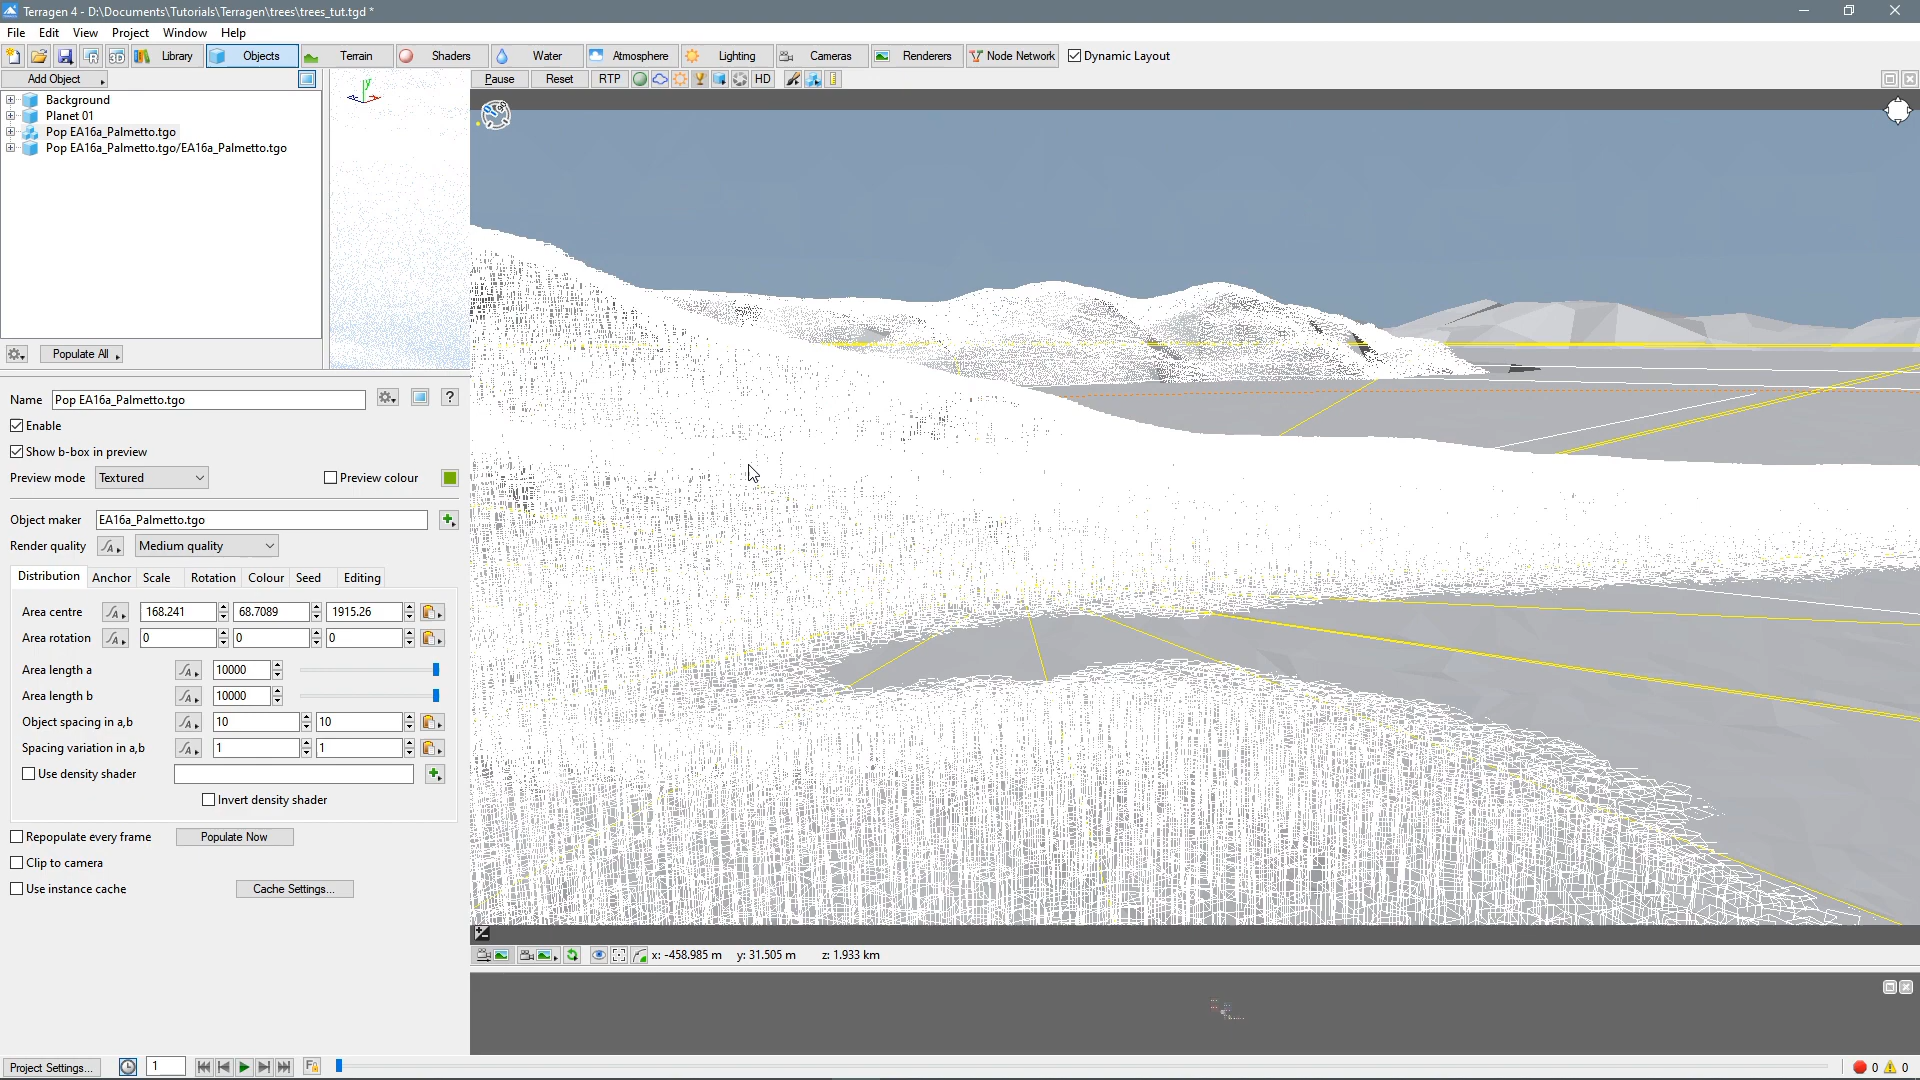 Terragen 4 - D:\Documents\Tutorials\Terragen\trees\trees_tut.tgd *
File Edit View Project Window Help
Library Objects Terrain Shaders Water Atmosphere Lighting Cameras Renderers Node Network Dynamic Layout
Add Object Pause Reset RTP HD
Background
Planet 01
Pop EA16a_Palmetto.tgo
Pop EA16a_Palmetto.tgo/EA16a_Palmetto.tgo
Populate All
Name Pop EA16a_Palmetto.tgo ?
Enable
Show b-box in preview
Preview mode Textured Preview colour
Object maker EA16a_Palmetto.tgo
Render quality Medium quality
Distribution Anchor Scale Rotation Colour Seed Editing
Area centre 168.241 68.7089 1915.26
Area rotation 0 0 0
Area length a 10000
Area length b 10000
Object spacing in a,b 10 10
Spacing variation in a,b 1 1
Use density shader
Invert density shader
Repopulate every frame Populate Now
Clip to camera
Use instance cache Cache Settings...
x: -458.985 m y: 31.505 m z: 1.933 km
Project Settings... 1 0 0